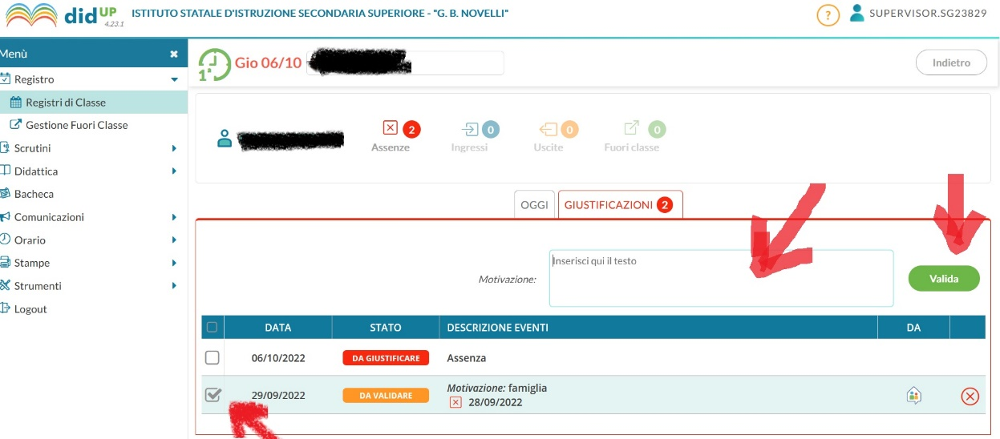 didUP
4.23.1
ISTITUTO STATALE D'ISTRUZIONE SECONDARIA SUPERIORE - "G. B. NOVELLI"
?
SUPERVISOR.SG23829
Menù
Registro
Registri di Classe
Gestione Fuori Classe
Scrutini
Didattica
Bacheca
Comunicazioni
Orario
Stampe
Strumenti
Logout
1ª
Gio 06/10
Indietro
2
Assenze
0
Ingressi
0
Uscite
0
Fuori classe
OGGI
GIUSTIFICAZIONI 2
Motivazione:
Inserisci qui il testo
Valida
DATA STATO DESCRIZIONE EVENTI DA
06/10/2022 DA GIUSTIFICARE Assenza
29/09/2022 DA VALIDARE Motivazione: famiglia
28/09/2022